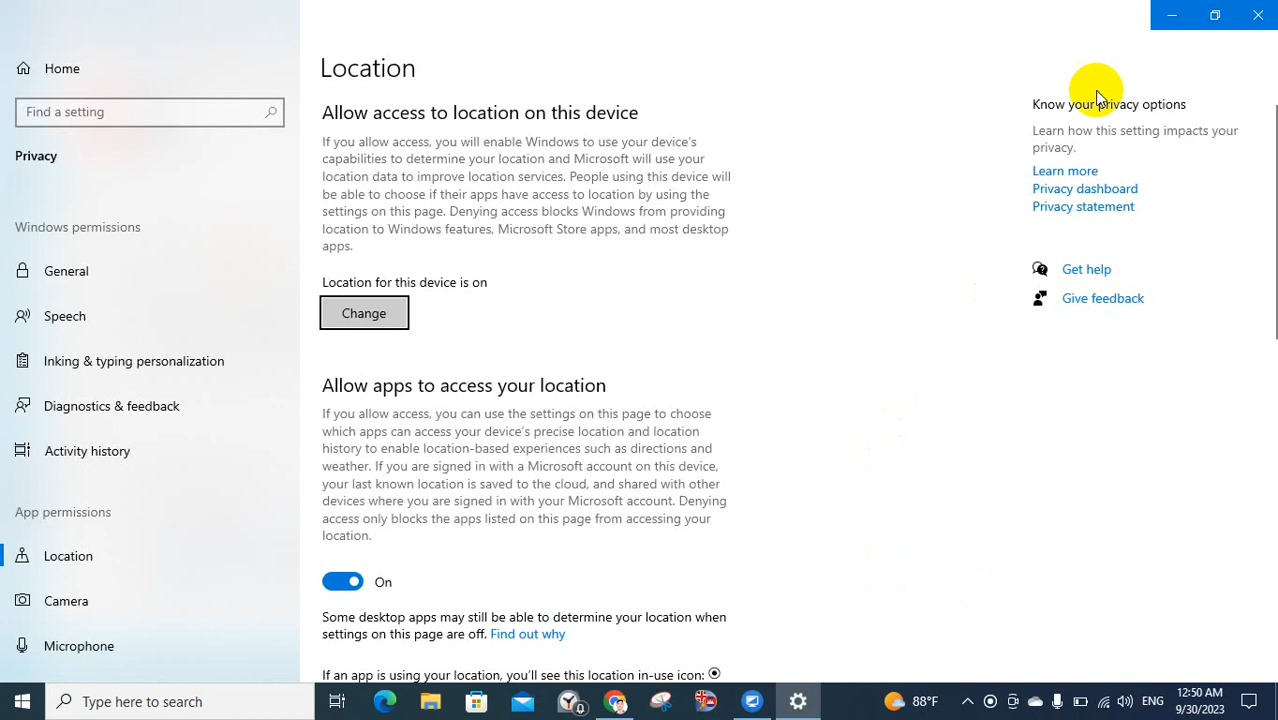 Home
Find a setting
Privacy
Windows permissions
General
Speech
Inking & typing personalization
Diagnostics & feedback
Activity history
App permissions
Location
Camera
Microphone
Location
Allow access to location on this device
If you allow access, you will enable Windows to use your device's
capabilities to determine your location and Microsoft will use your
location data to improve location services. People using this device will
be able to choose if their apps have access to location by using the
settings on this page. Denying access blocks Windows from providing
location to Windows features, Microsoft Store apps, and most desktop
apps.
Location for this device is on
Change
Allow apps to access your location
If you allow access, you can use the settings on this page to choose
which apps can access your device's precise location and location
history to enable location-based experiences such as directions and
weather. If you are signed in with a Microsoft account on this device,
your last known location is saved to the cloud, and shared with other
devices where you are signed in with your Microsoft account. Denying
access only blocks the apps listed on this page from accessing your
location.
On
Some desktop apps may still be able to determine your location when
settings on this page are off. Find out why
If an app is using your location, you'll see this location in-use icon:
Know your privacy options
Learn how this setting impacts your
privacy.
Learn more
Privacy dashboard
Privacy statement
Get help
Give feedback
Type here to search
0
88°F
ENG
12:50 AM
9/30/2023